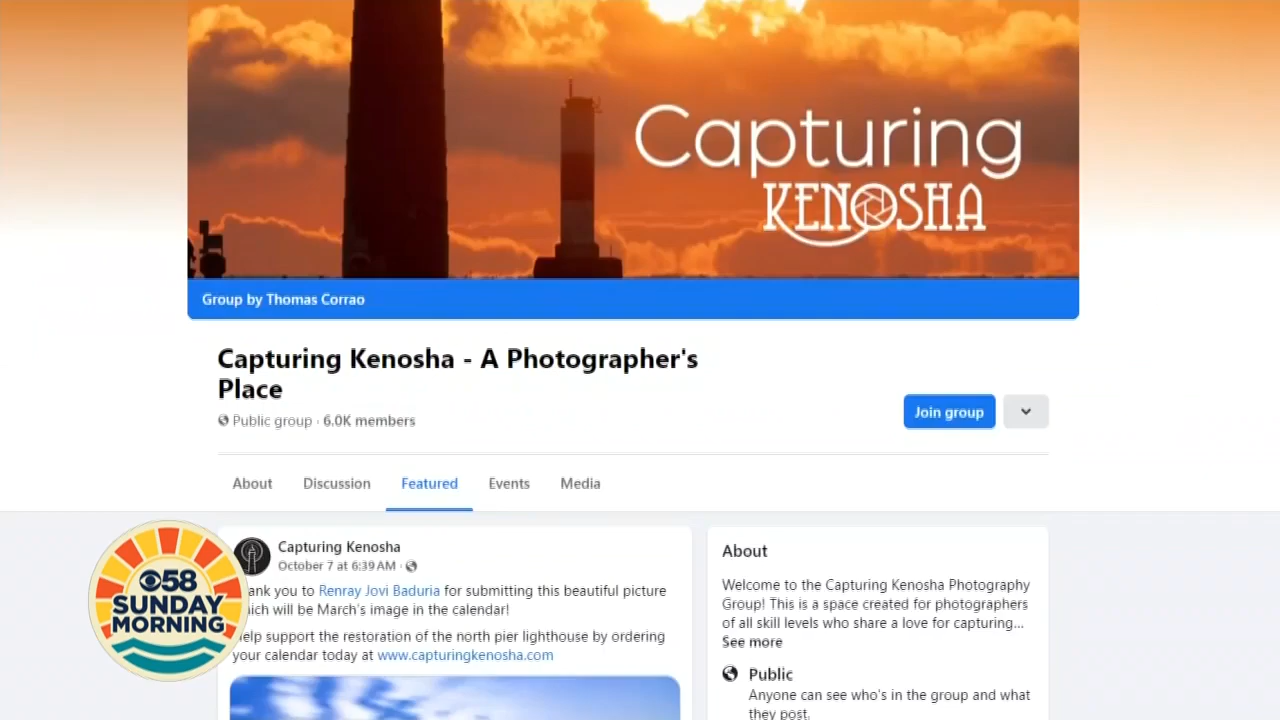 Capturing
KENOSHA
Group by Thomas Corrao
Capturing Kenosha - A Photographer's
Place
Public group · 6.0K members
Join group
About
Discussion
Featured
Events
Media
Capturing Kenosha
October 7 at 6:39 AM ·
ank you to Renray Jovi Baduria for submitting this beautiful picture
ich will be March's image in the calendar!
elp support the restoration of the north pier lighthouse by ordering
your calendar today at www.capturingkenosha.com
About
Welcome to the Capturing Kenosha Photography
Group! This is a space created for photographers
of all skill levels who share a love for capturing...
See more
Public
Anyone can see who's in the group and what
they post.
58
SUNDAY
MORNING